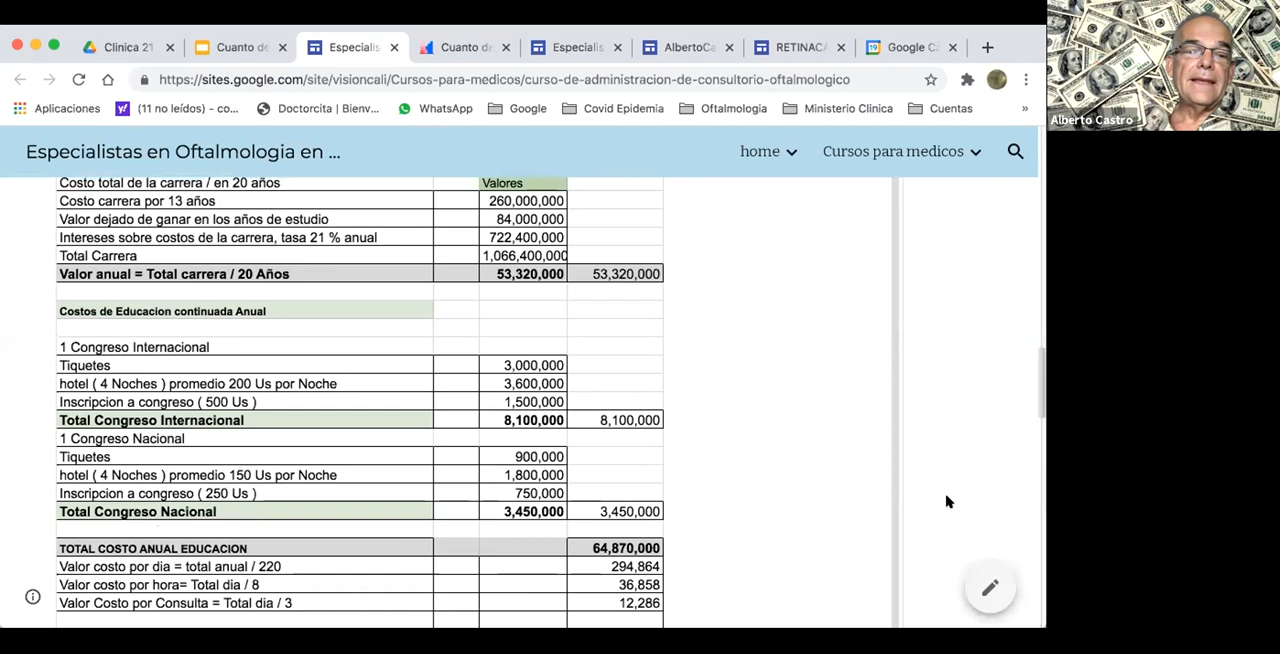 Clinica 21
Cuanto de
Especialis
Cuanto de
Especialis
AlbertoCa
RETINACA
Google C
https://sites.google.com/site/visioncali/Cursos-para-medicos/curso-de-administracion-de-consultorio-oftalmologico
Aplicaciones
(11 no leídos) - co...
Doctorcita | Bienv...
WhatsApp
Google
Covid Epidemia
Oftalmologia
Ministerio Clinica
Cuentas
»
Alberto Castro
Especialistas en Oftalmologia en ...
home
Cursos para medicos
Costo total de la carrera / en 20 años Valores
Costo carrera por 13 años 260,000,000
Valor dejado de ganar en los años de estudio 84,000,000
Intereses sobre costos de la carrera, tasa 21 % anual 722,400,000
Total Carrera 1,066,400,000
Valor anual = Total carrera / 20 Años 53,320,000 53,320,000
Costos de Educacion continuada Anual
1 Congreso Internacional
Tiquetes 3,000,000
hotel ( 4 Noches ) promedio 200 Us por Noche 3,600,000
Inscripcion a congreso ( 500 Us ) 1,500,000
Total Congreso Internacional 8,100,000 8,100,000
1 Congreso Nacional
Tiquetes 900,000
hotel ( 4 Noches ) promedio 150 Us por Noche 1,800,000
Inscripcion a congreso ( 250 Us ) 750,000
Total Congreso Nacional 3,450,000 3,450,000
TOTAL COSTO ANUAL EDUCACION 64,870,000
Valor costo por dia = total anual / 220 294,864
Valor costo por hora= Total dia / 8 36,858
Valor Costo por Consulta = Total dia / 3 12,286